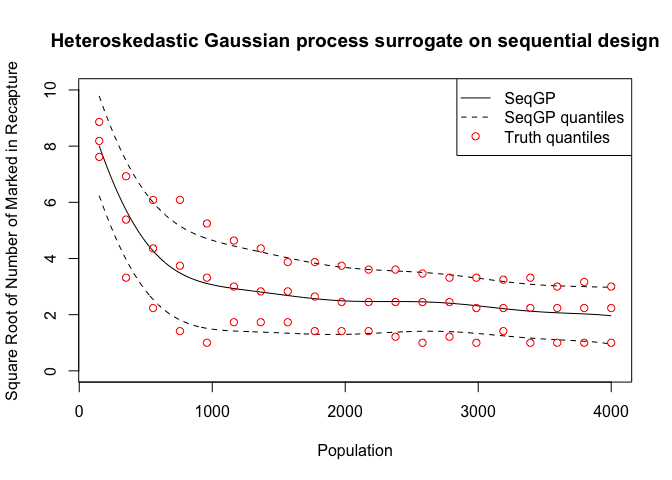 Heteroskedastic Gaussian process surrogate on sequential design
Square Root of Number of Marked in Recapture
10
8
6
4
2
0
SeqGP
SeqGP quantiles
Truth quantiles
0 1000 2000 3000 4000
Population